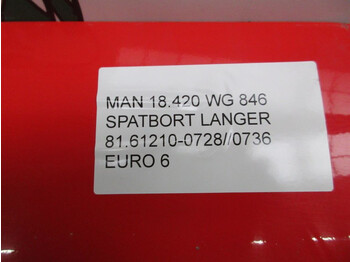 MAN 18.420 WG 846
SPATBORT LANGER
81.61210-0728//0736
EURO 6